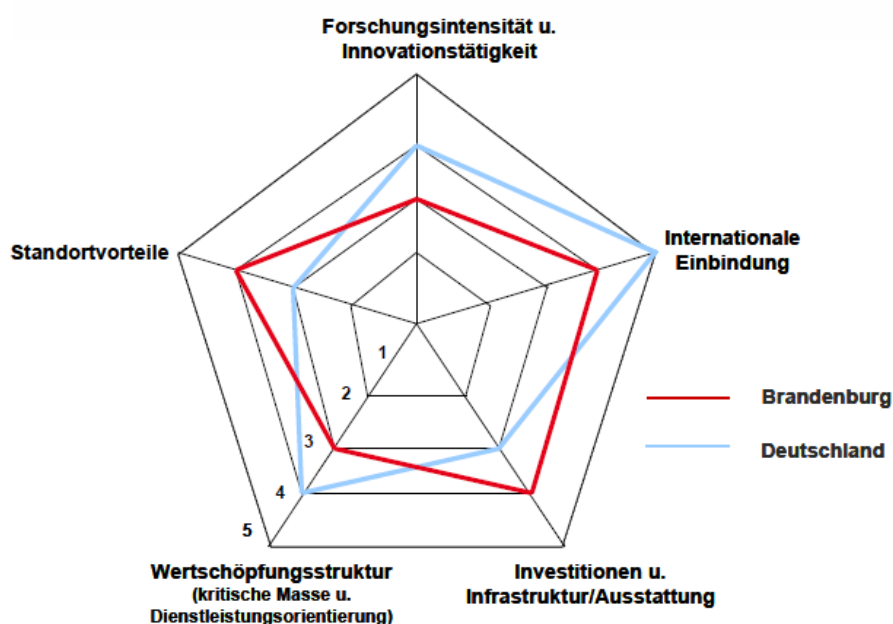 Forschungsintensität u.
Innovationstätigkeit
Standortvorteile
Internationale
Einbindung
1
2
3
4
5
Brandenburg
Deutschland
Wertschöpfungsstruktur
(kritische Masse u.
Dienstleistungsorientierung)
Investitionen u.
Infrastruktur/Ausstattung